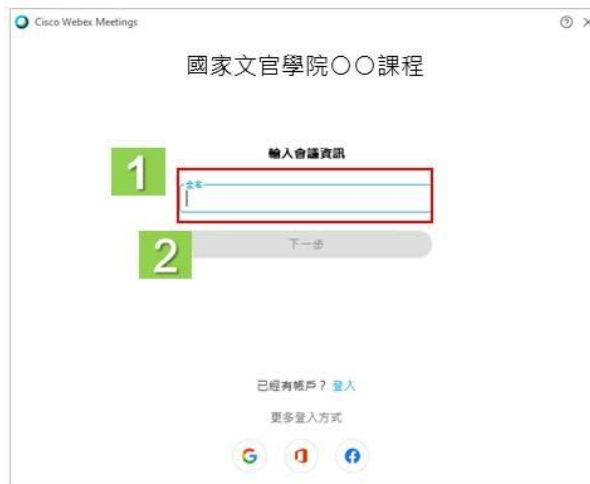 Cisco Webex Meetings
國家文官學院○○課程
輸入會議資訊
1
全名
2
下一步
已經有帳戶？登入
更多登入方式